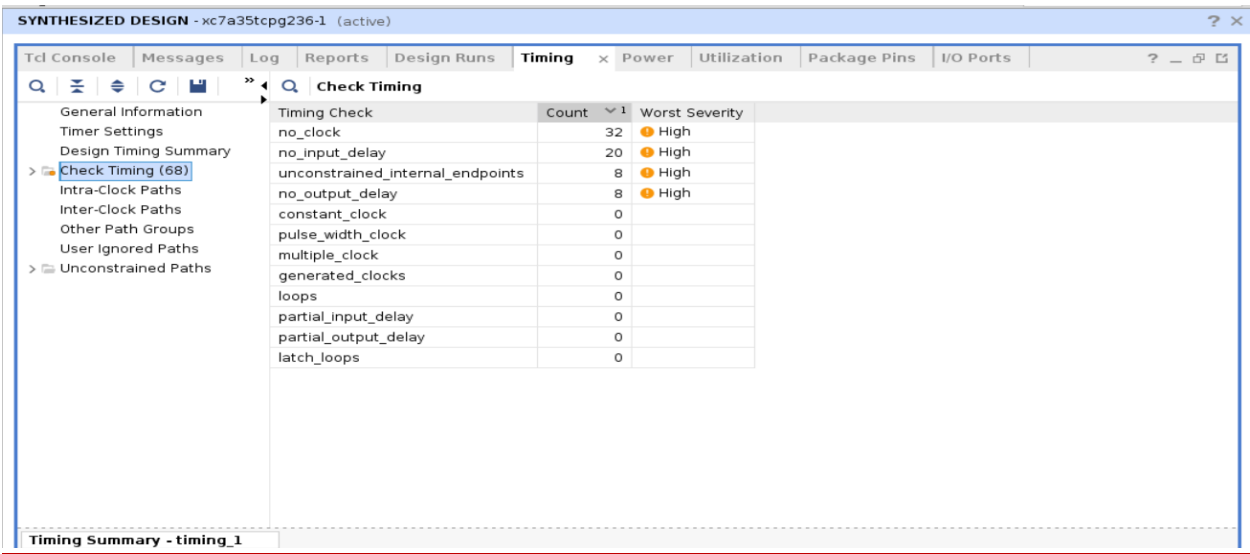 SYNTHESIZED DESIGN - xc7a35tcpg236-1 (active) ? ×
Tcl Console Messages Log Reports Design Runs Timing × Power Utilization Package Pins I/O Ports ?
» Check Timing
General Information
Timer Settings
Design Timing Summary
Check Timing (68)
Intra-Clock Paths
Inter-Clock Paths
Other Path Groups
User Ignored Paths
Unconstrained Paths
Timing Check Count 1 Worst Severity
no_clock 32 High
no_input_delay 20 High
unconstrained_internal_endpoints 8 High
no_output_delay 8 High
constant_clock 0
pulse_width_clock 0
multiple_clock 0
generated_clocks 0
loops 0
partial_input_delay 0
partial_output_delay 0
latch_loops 0
Timing Summary - timing_1